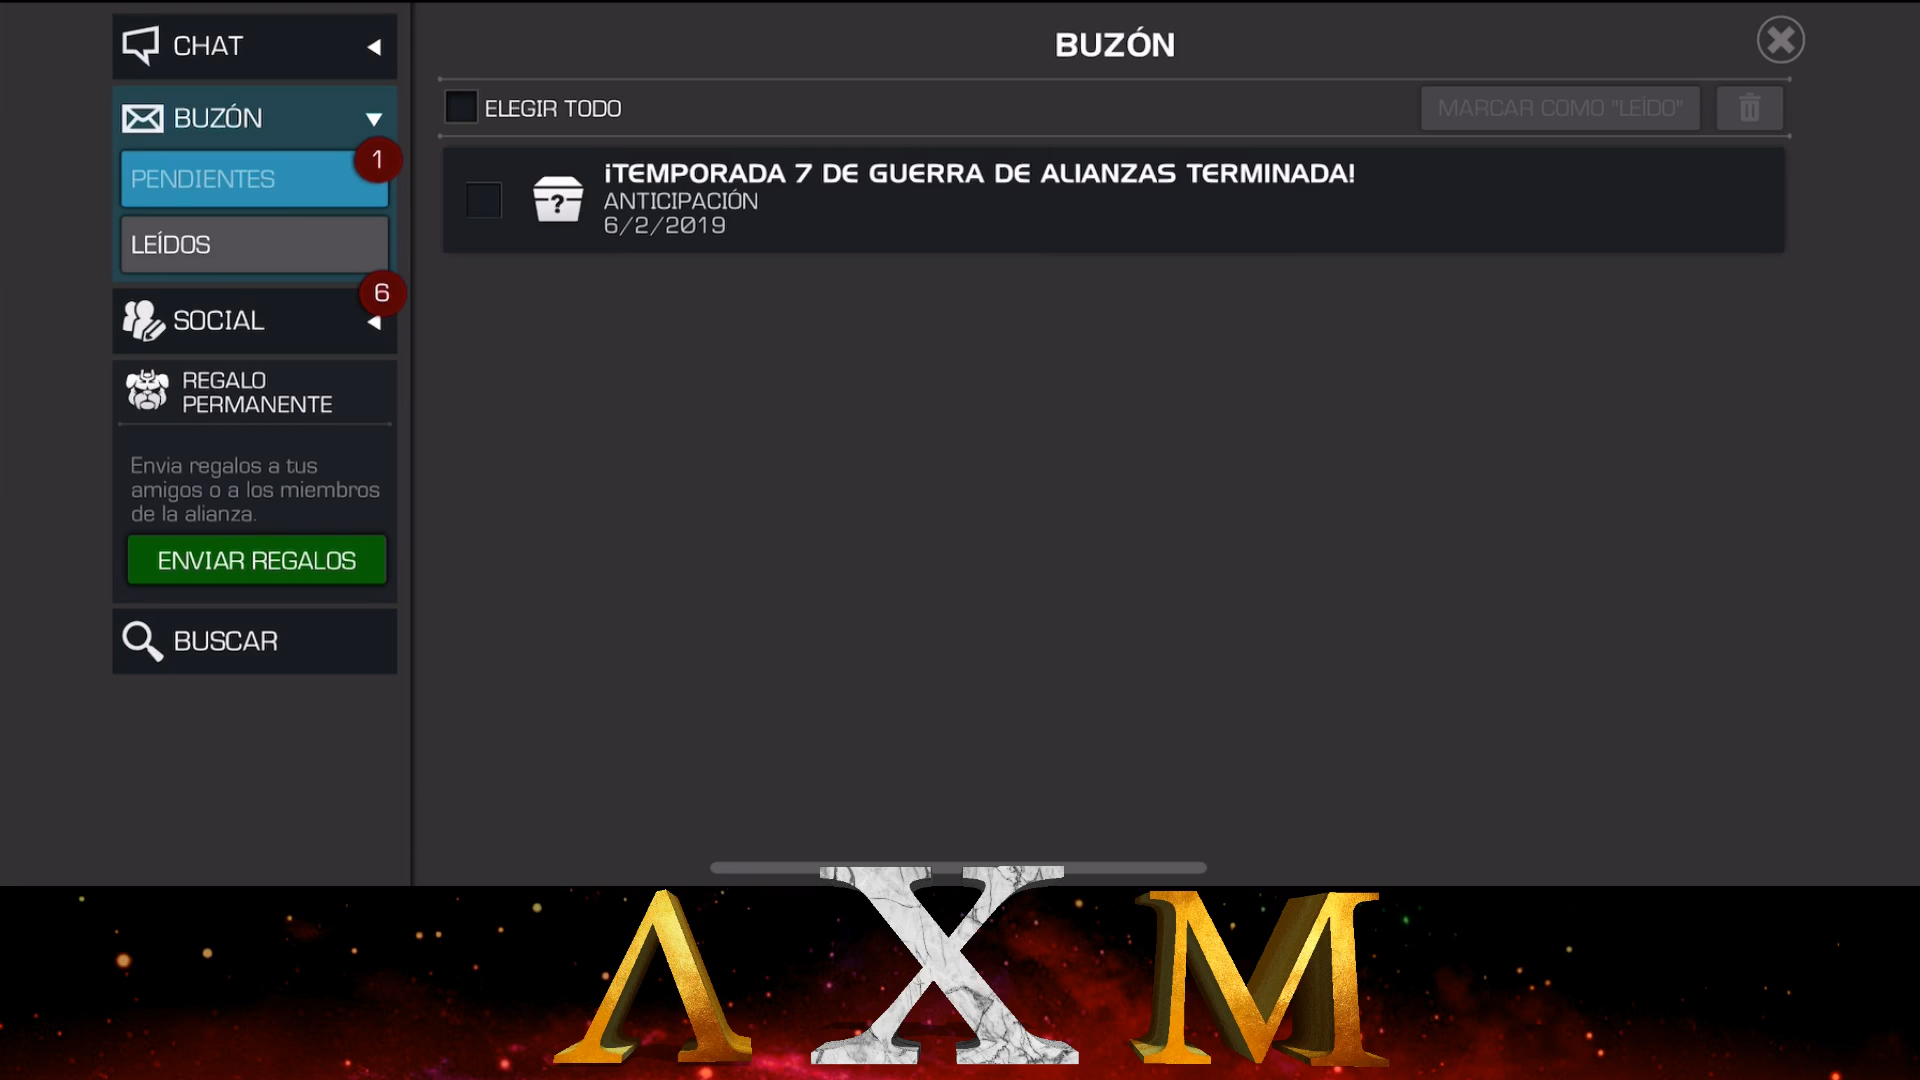 CHAT
BUZÓN
1
PENDIENTES
LEÍDOS
6
SOCIAL
REGALO
PERMANENTE
Envia regalos a tus
amigos o a los miembros
de la alianza.
ENVIAR REGALOS
BUSCAR
BUZÓN
ELEGIR TODO
MARCAR COMO "LEÍDO"
¡TEMPORADA 7 DE GUERRA DE ALIANZAS TERMINADA!
?
ANTICIPACIÓN
6/2/2019
ΛXM